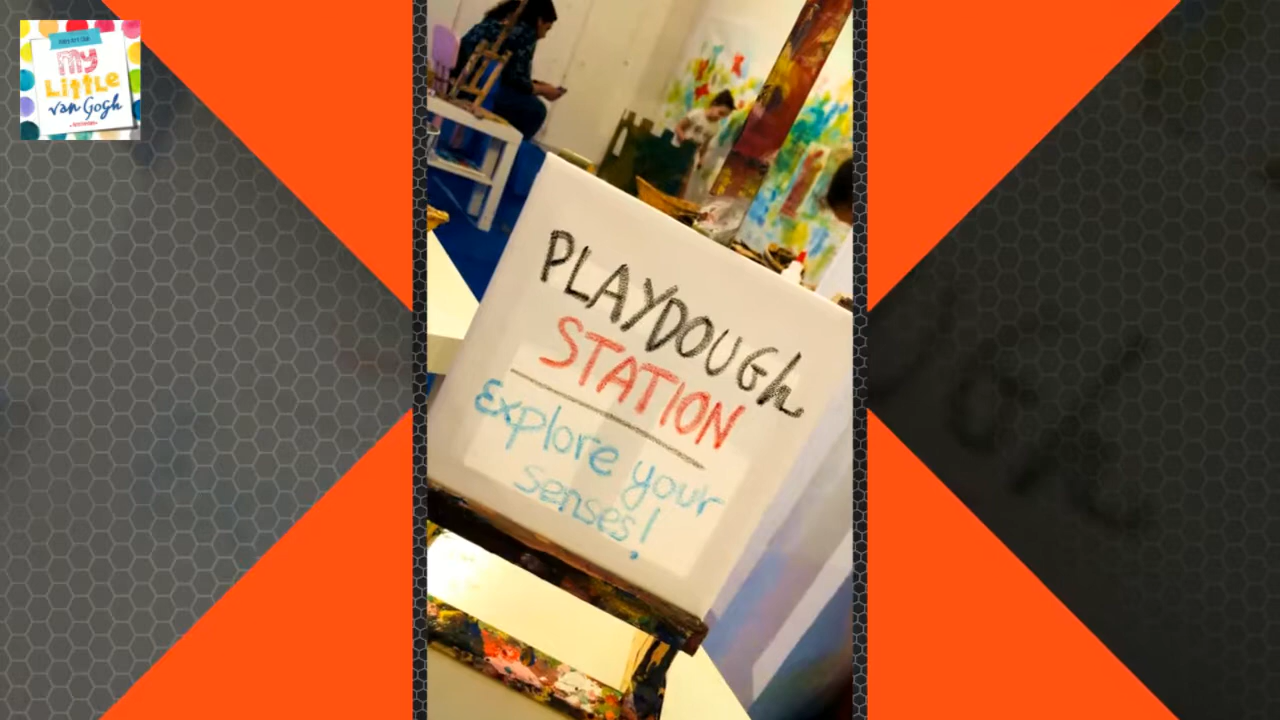 My
Little
van Gogh
PLAYDOUGh
STATION
Explore your
senses!